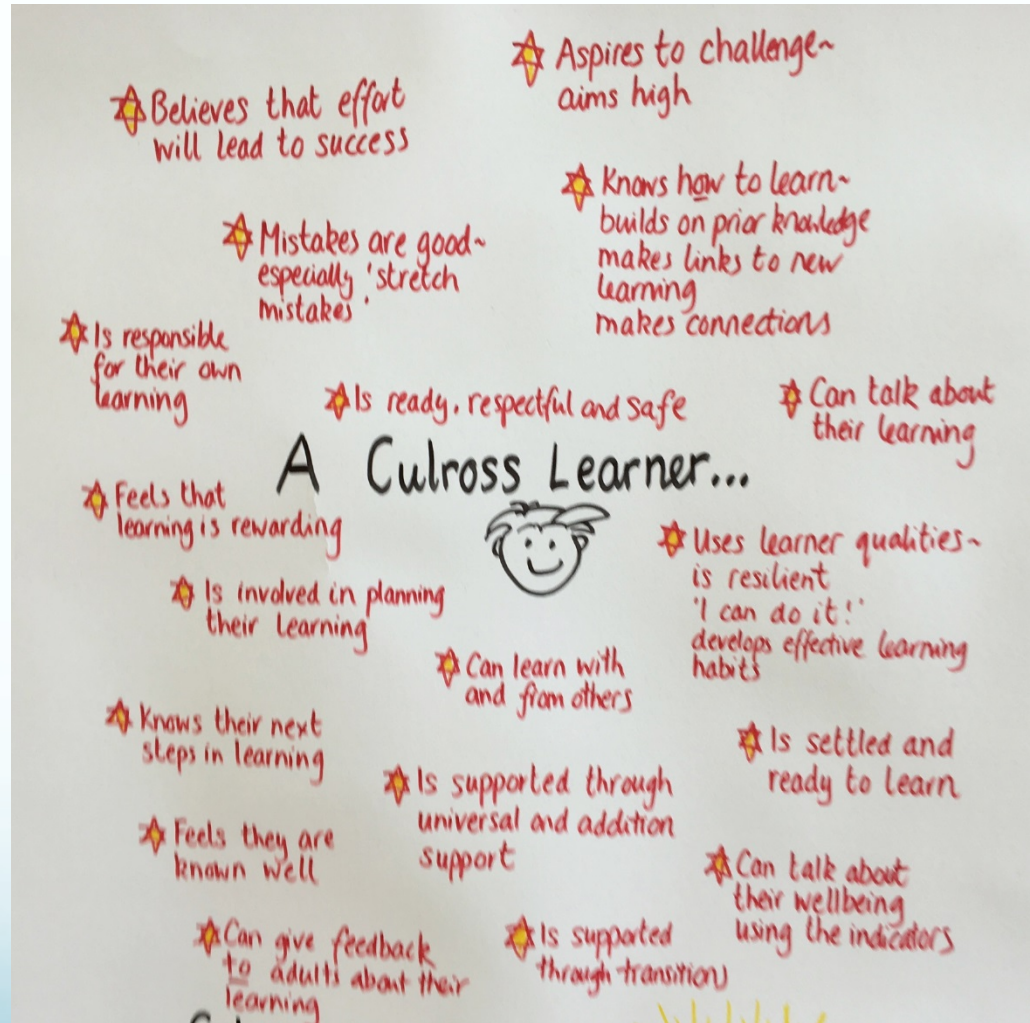 Aspires to challenge~
aims high
Believes that effort
will lead to success
Knows how to learn~
builds on prior knowledge
makes links to new
learning
makes connections
Mistakes are good~
especially 'stretch
mistakes'
Is responsible
for their own
learning
Is ready, respectful and safe
Can talk about
their learning
A Culross Learner...
Feels that
learning is rewarding
Uses learner qualities~
is resilient
'I can do it!'
develops effective learning
habits
Is involved in planning
their learning
Can learn with
and from others
Knows their next
steps in learning
Is settled and
ready to learn
Is supported through
universal and addition
support
Feels they are
known well
Can talk about
their wellbeing
using the indicators
Can give feedback
to adults about their
learning
Is supported
through transition